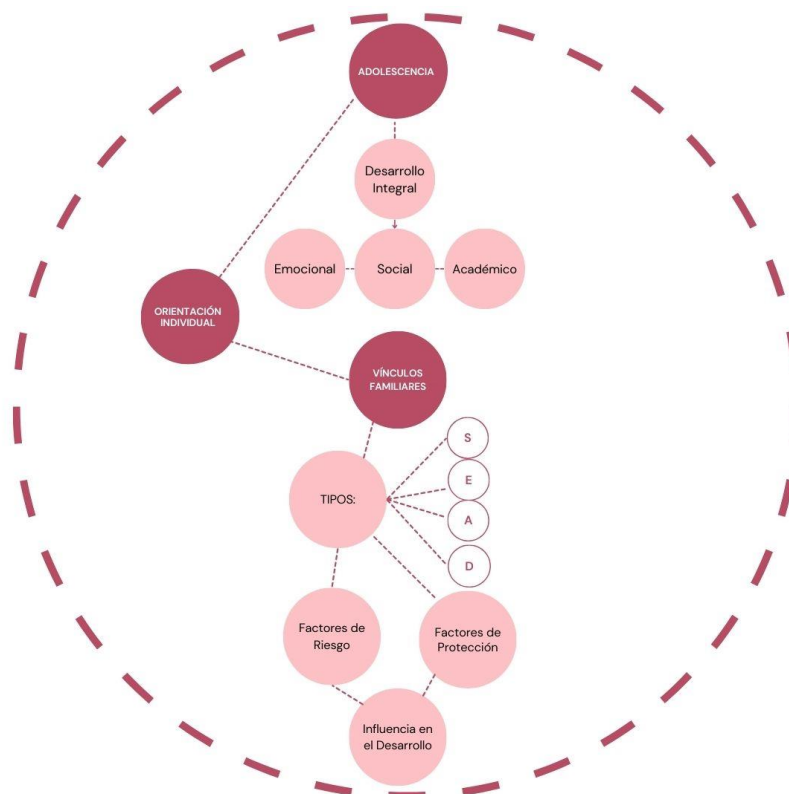 ADOLESCENCIA
Desarrollo
Integral
Emocional
Social
Académico
ORIENTACIÓN
INDIVIDUAL
VÍNCULOS
FAMILIARES
TIPOS:
S
E
A
D
Factores de
Riesgo
Factores de
Protección
Influencia en
el Desarrollo